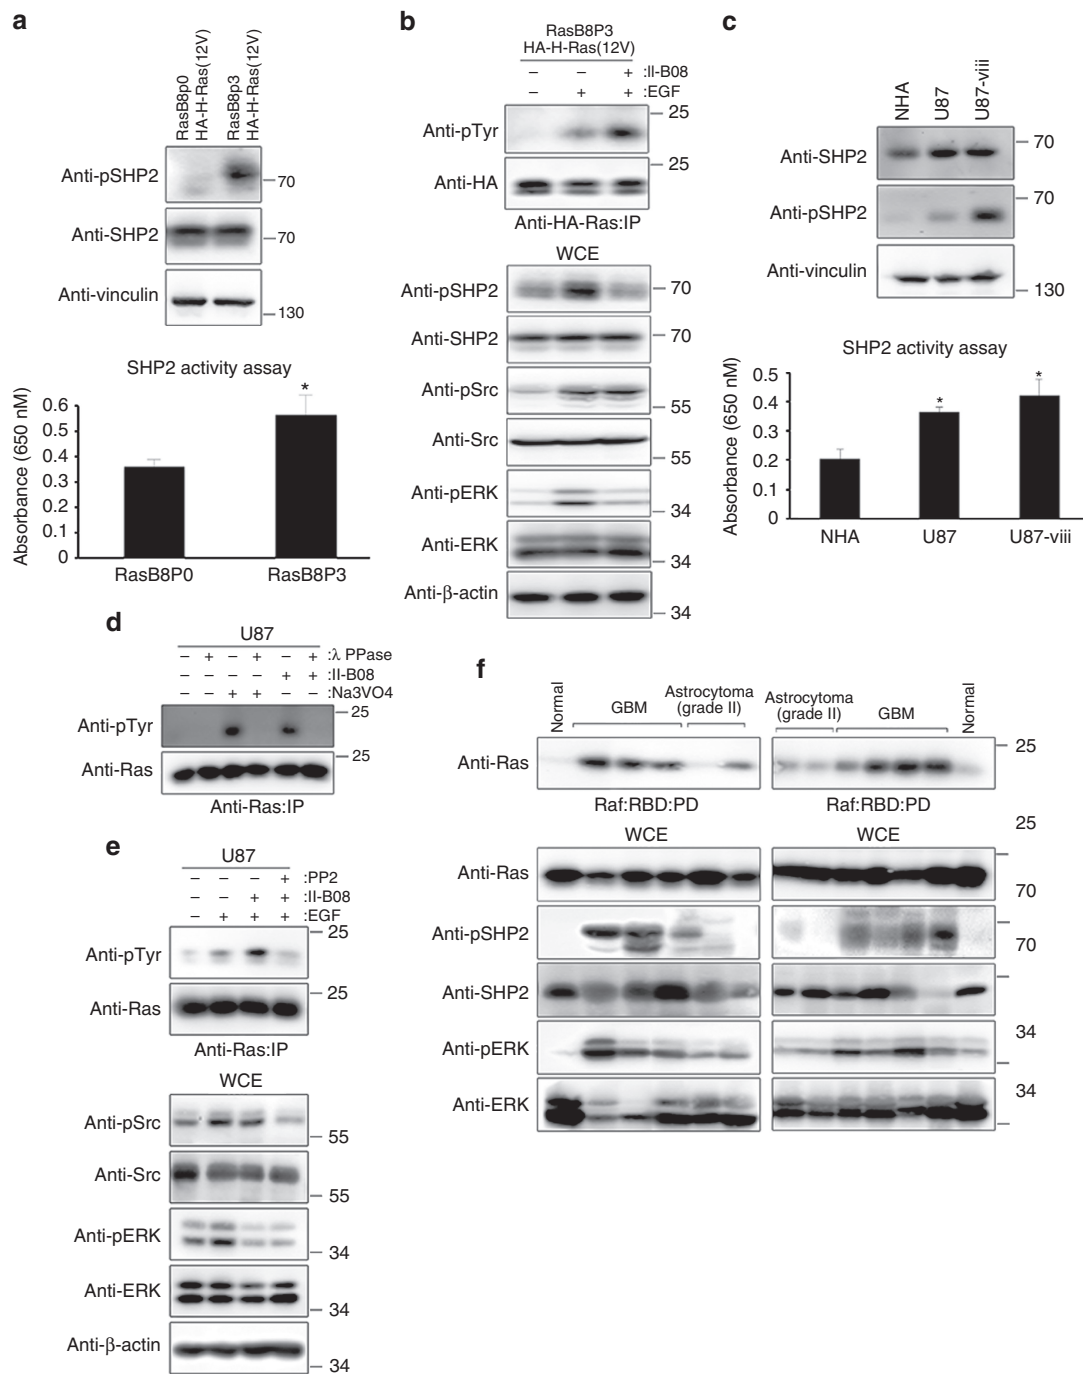 a
RasB8p0
HA-H-Ras(12V)
RasB8p3
HA-H-Ras(12V)
Anti-pSHP2
70
Anti-SHP2
70
Anti-vinculin
130
SHP2 activity assay
Absorbance (650 nM)
0.6
0.5
0.4
0.3
0.2
0.1
0
*
RasB8P0
RasB8P3
b
RasB8P3
HA-H-Ras(12V)
– – + :II-B08
– + + :EGF
Anti-pTyr
25
Anti-HA
25
Anti-HA-Ras:IP
WCE
Anti-pSHP2
70
Anti-SHP2
70
Anti-pSrc
55
Anti-Src
55
Anti-pERK
34
Anti-ERK
34
Anti-β-actin
34
c
NHA
U87
U87-viii
Anti-SHP2
70
Anti-pSHP2
70
Anti-vinculin
130
SHP2 activity assay
Absorbance (650 nM)
0.5
0.4
0.3
0.2
0.1
0
*
*
NHA
U87
U87-viii
d
U87
– + – + – + :λ PPase
– – – – + + :II-B08
– – + + – – :Na3VO4
Anti-pTyr
25
Anti-Ras
25
Anti-Ras:IP
e
U87
– – – + :PP2
– – + + :II-B08
– + + + :EGF
Anti-pTyr
25
Anti-Ras
25
Anti-Ras:IP
WCE
Anti-pSrc
55
Anti-Src
55
Anti-pERK
34
Anti-ERK
34
Anti-β-actin
34
f
Normal
GBM
Astrocytoma
(grade II)
Astrocytoma
(grade II)
GBM
Normal
Anti-Ras
25
Raf:RBD:PD
Raf:RBD:PD
WCE
WCE
25
Anti-Ras
70
Anti-pSHP2
70
Anti-SHP2
34
Anti-pERK
34
Anti-ERK